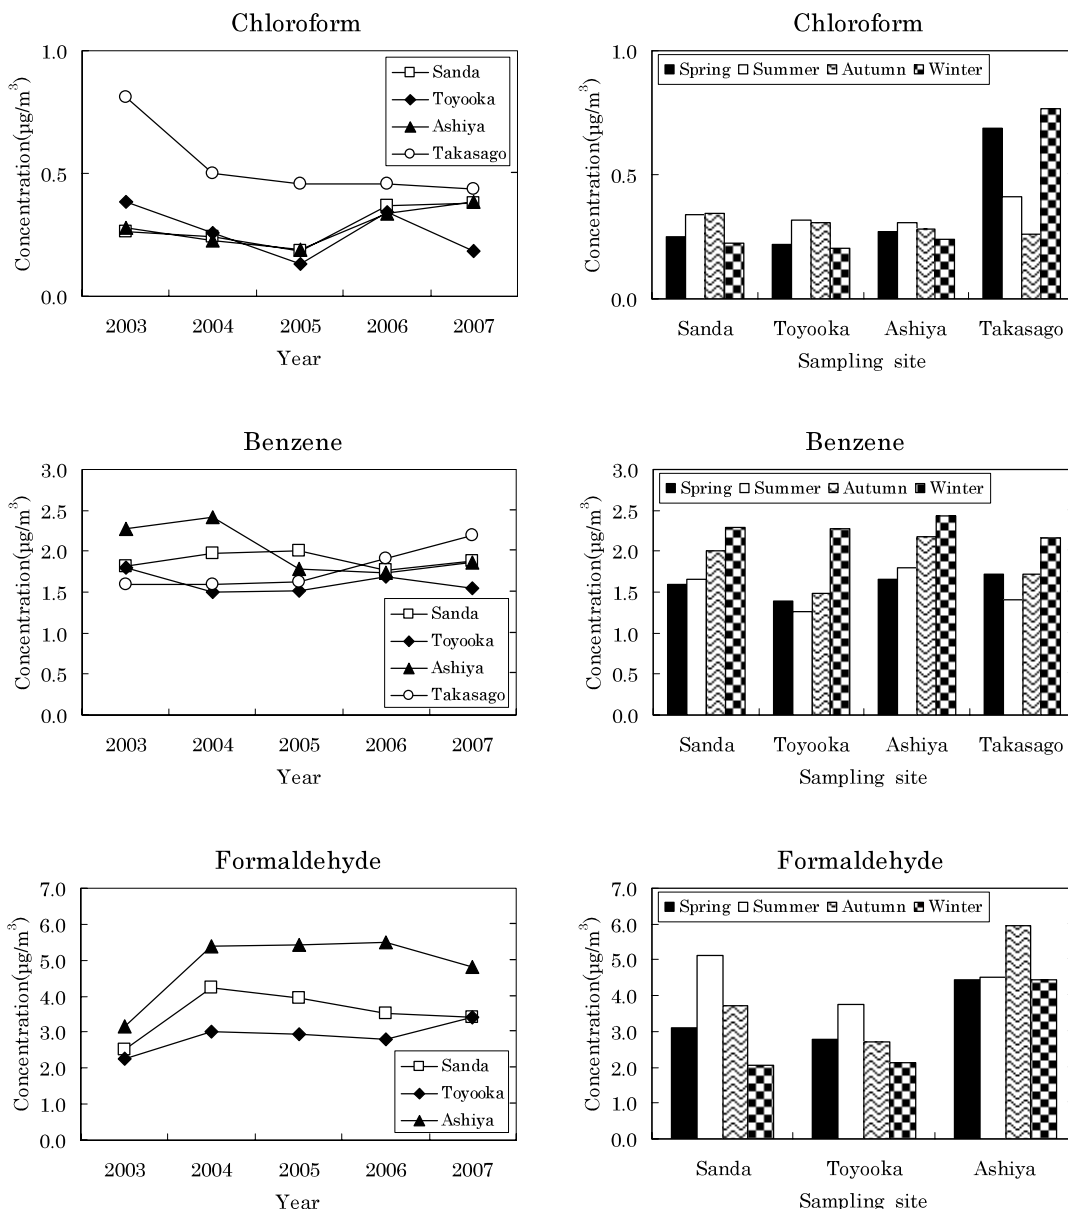 Chloroform
Concentration(μg/m³)
1.0
0.5
0.0
Sanda
Toyooka
Ashiya
Takasago
2003 2004 2005 2006 2007
Year
Chloroform
Concentration(μg/m³)
1.0
0.5
0.0
Spring Summer Autumn Winter
Sanda Toyooka Ashiya Takasago
Sampling site
Benzene
Concentration(μg/m³)
3.0
2.5
2.0
1.5
1.0
0.5
0.0
Sanda
Toyooka
Ashiya
Takasago
2003 2004 2005 2006 2007
Year
Benzene
Concentration(μg/m³)
3.0
2.5
2.0
1.5
1.0
0.5
0.0
Spring Summer Autumn Winter
Sanda Toyooka Ashiya Takasago
Sampling site
Formaldehyde
Concentration(μg/m³)
7.0
6.0
5.0
4.0
3.0
2.0
1.0
0.0
Sanda
Toyooka
Ashiya
2003 2004 2005 2006 2007
Year
Formaldehyde
Concentration(μg/m³)
7.0
6.0
5.0
4.0
3.0
2.0
1.0
0.0
Spring Summer Autumn Winter
Sanda Toyooka Ashiya
Sampling site